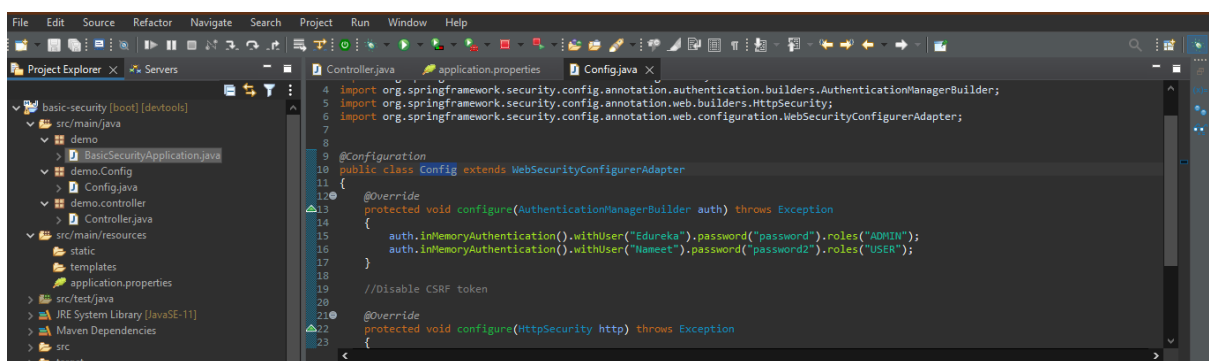 File Edit Source Refactor Navigate Search Project Run Window Help
Project Explorer Servers
Controller.java application.properties Config.java
basic-security [boot] [devtools]
src/main/java
demo
BasicSecurityApplication.java
demo.Config
Config.java
demo.controller
Controller.java
src/main/resources
static
templates
application.properties
src/test/java
JRE System Library [JavaSE-11]
Maven Dependencies
src
4 import org.springframework.security.config.annotation.authentication.builders.AuthenticationManagerBuilder;
5 import org.springframework.security.config.annotation.web.builders.HttpSecurity;
6 import org.springframework.security.config.annotation.web.configuration.WebSecurityConfigurerAdapter;
7
8
9 @Configuration
10 public class Config extends WebSecurityConfigurerAdapter
11 {
12 @Override
13 protected void configure(AuthenticationManagerBuilder auth) throws Exception
14 {
15 auth.inMemoryAuthentication().withUser("Edureka").password("password").roles("ADMIN");
16 auth.inMemoryAuthentication().withUser("Nameet").password("password2").roles("USER");
17 }
18
19 //Disable CSRF token
20
21 @Override
22 protected void configure(HttpSecurity http) throws Exception
23 {